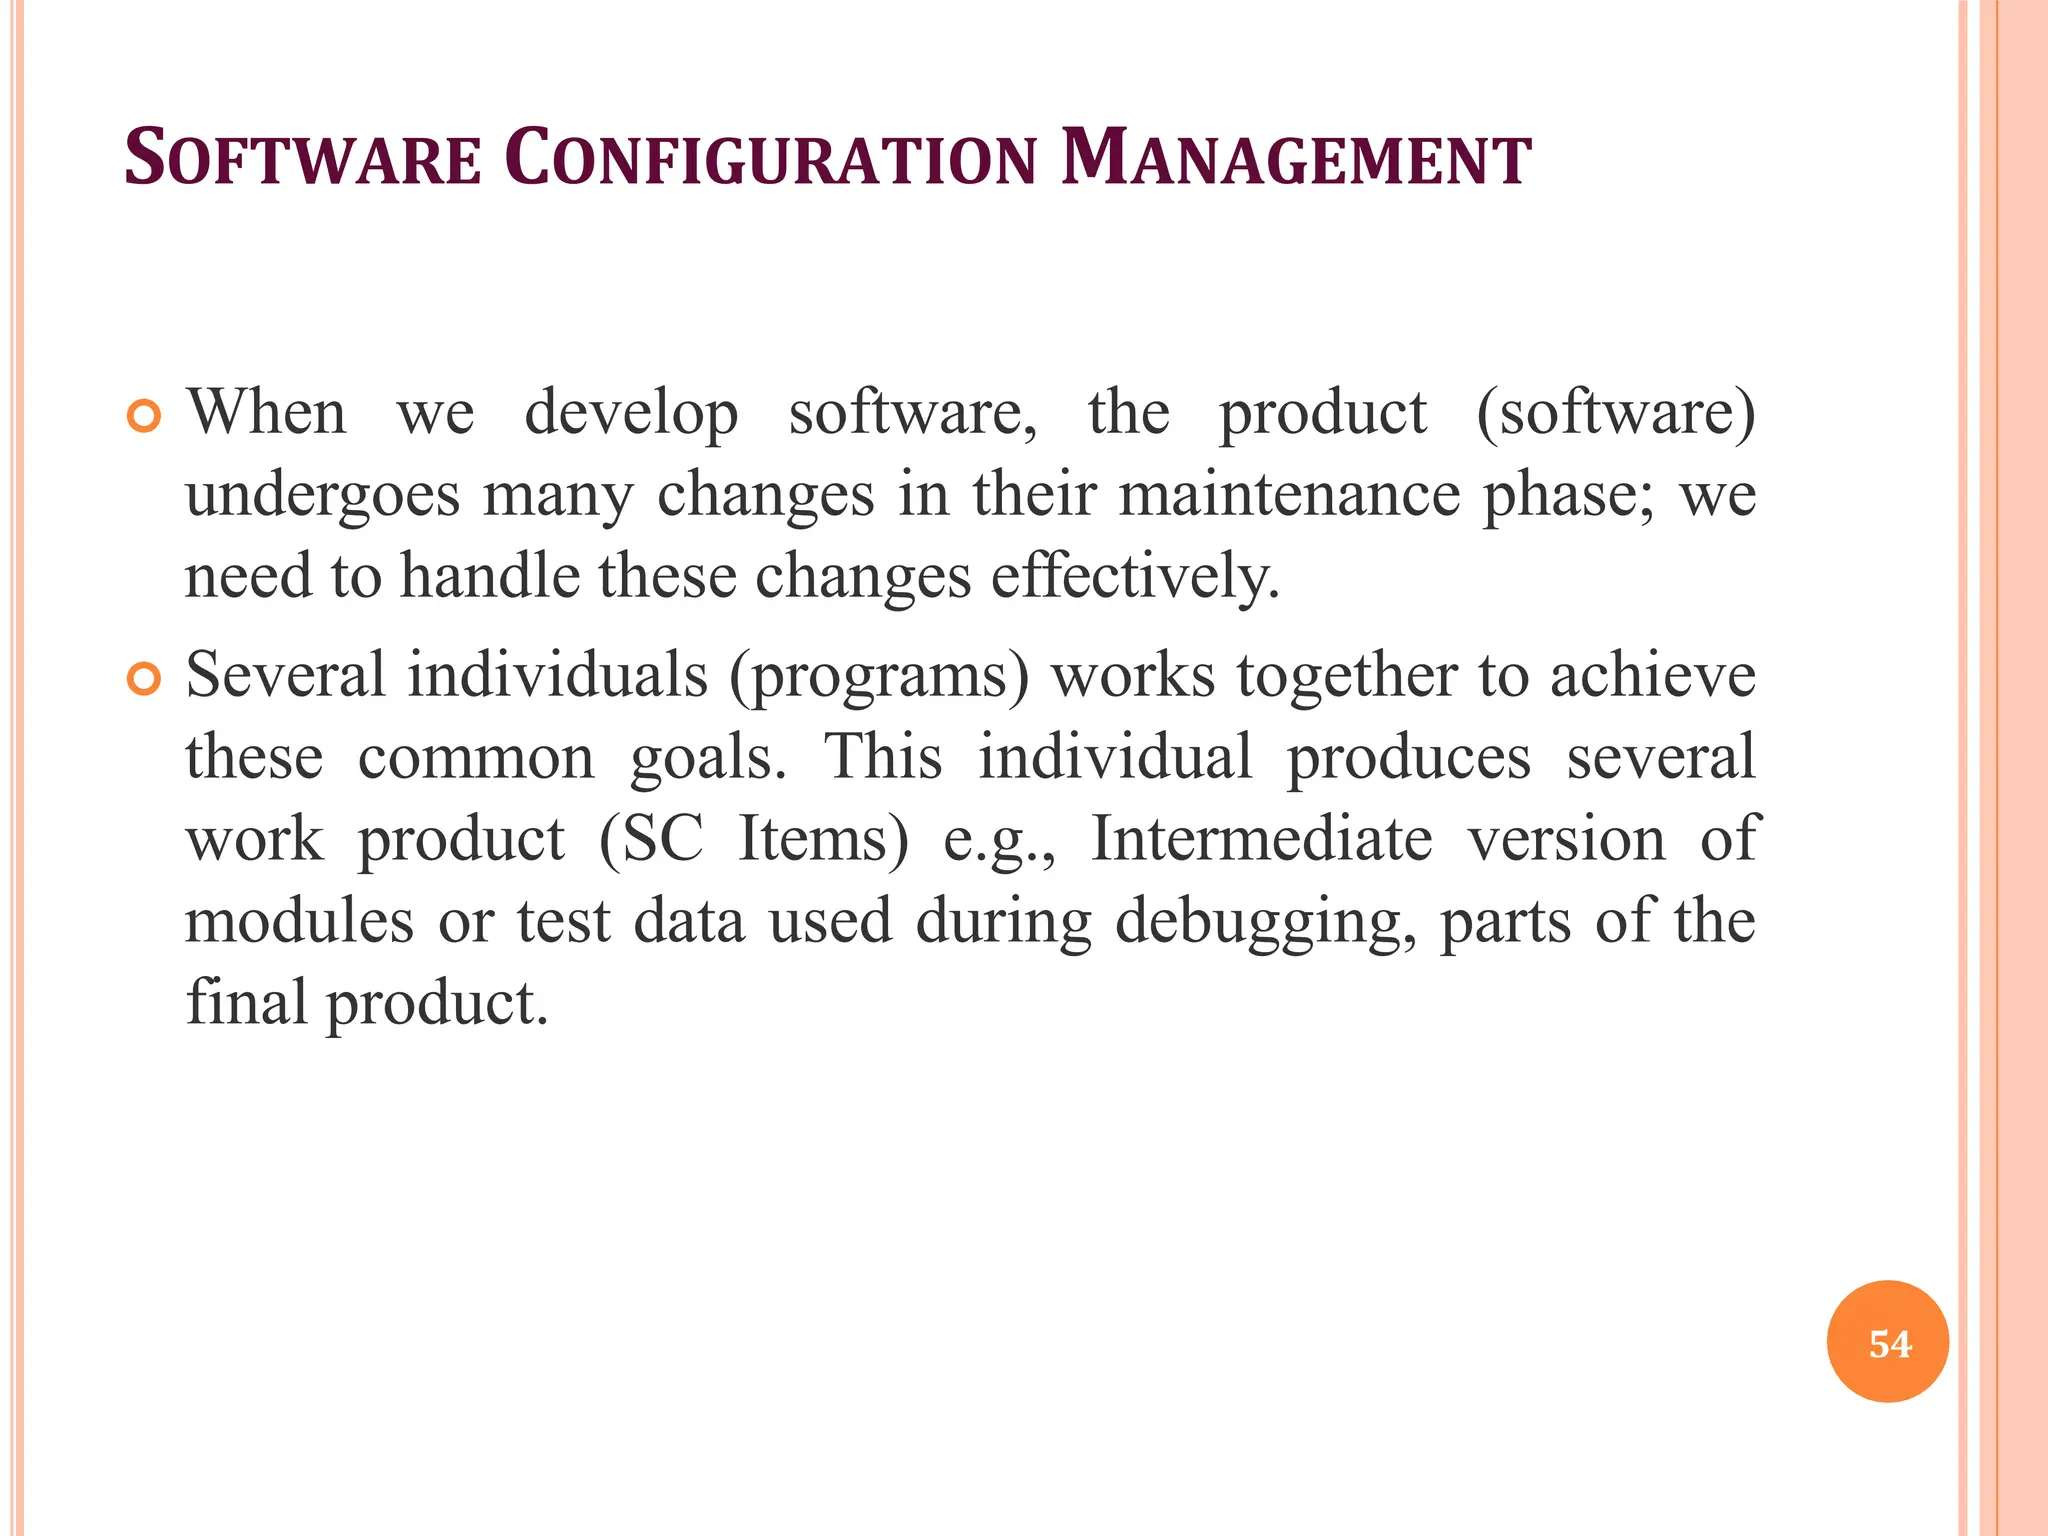 SOFTWARE CONFIGURATION MANAGEMENT
When we develop software, the product (software)
undergoes many changes in their maintenance phase; we
need to handle these changes effectively.
Several individuals (programs) works together to achieve
these common goals. This individual produces several
work product (SC Items) e.g., Intermediate version of
modules or test data used during debugging, parts of the
final product.
54